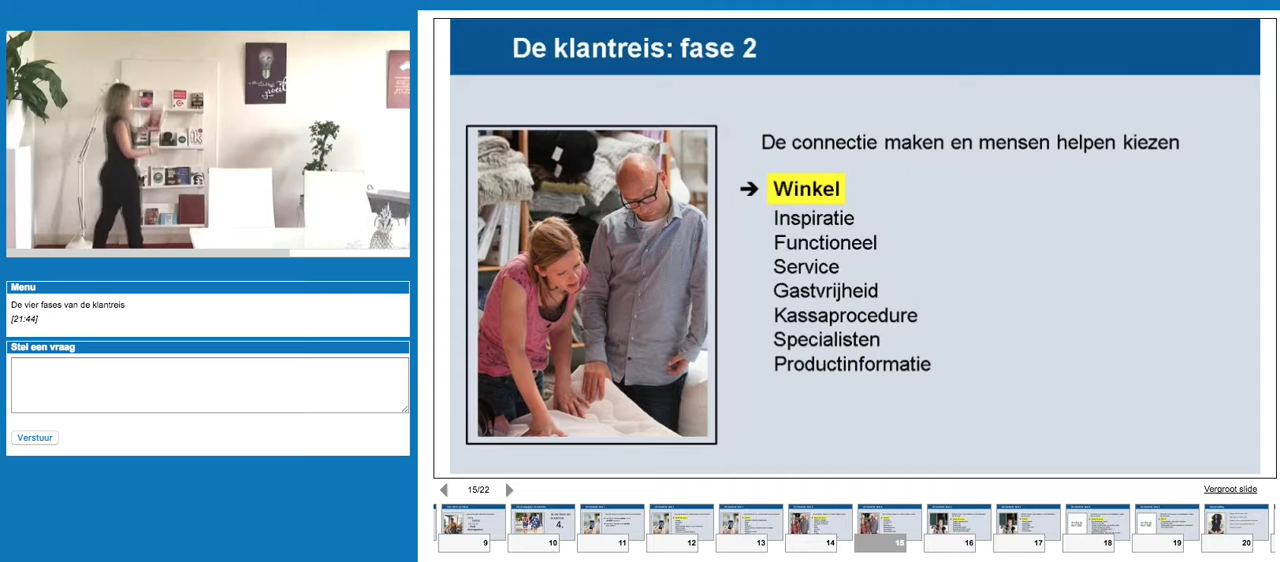 De klantreis: fase 2
De connectie maken en mensen helpen kiezen
➔ Winkel
Inspiratie
Functioneel
Service
Gastvrijheid
Kassaprocedure
Specialisten
Productinformatie
Menu
De vier fases van de klantreis
[21:44]
Stel een vraag
Verstuur
15/22
Vergroot slide
9
10
11
12
13
14
15
16
17
18
19
20